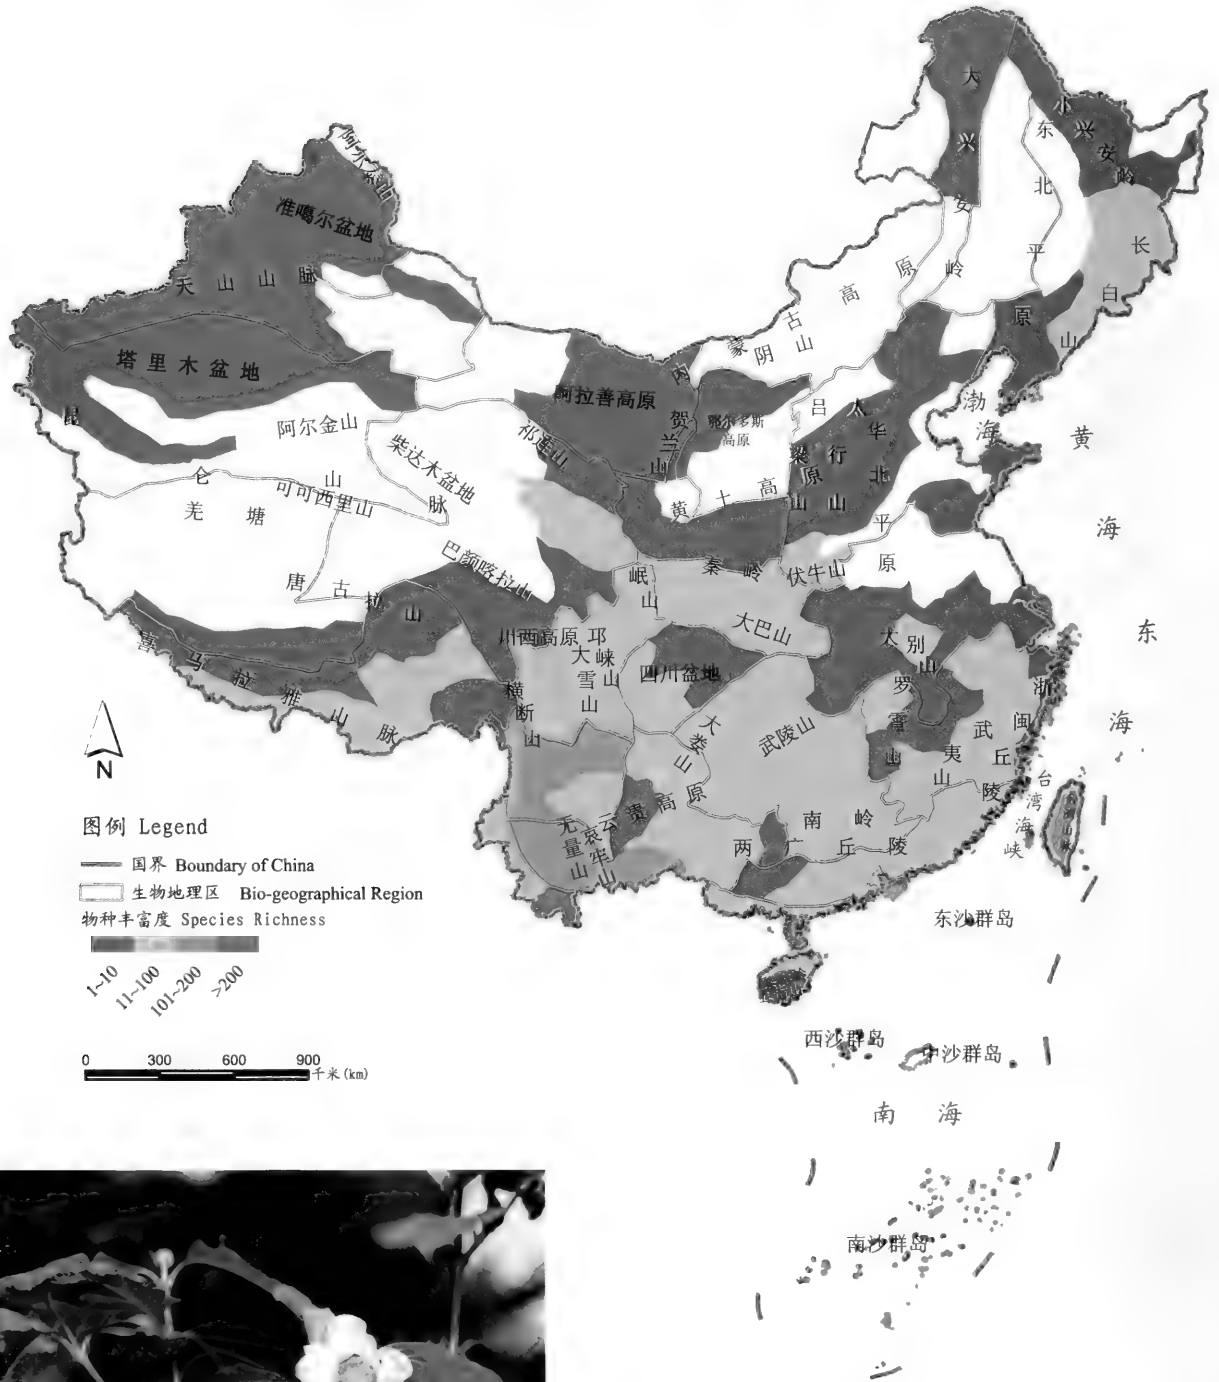 大
兴
安
岭
小
兴
安
岭
东
北
平
原
长
白
山
阿尔泰山
准噶尔盆地
天山山脉
塔里木盆地
昆
仑
山
脉
阿尔金山
柴达木盆地
祁连山
阿拉善高原
内
蒙
古
高
原
阴山
贺
兰
山
鄂尔多斯
高原
吕
梁
山
太
行
山
华
北
平
原
黄土高
原
渤
海
黄
海
东
海
羌塘
可可西里山
唐古拉山
巴颜喀拉山
岷
山
秦岭
伏牛山
大巴山
喜马拉雅山脉
川西高原
邛
崃
山
大
雪
山
四川盆地
横
断
山
大
娄
山
武陵山
大别
山
罗
霄
山
浙
闽
丘
陵
武
夷
山
台
湾
海
峡
云贵高原
无
量
山
哀
牢
山
南岭
两广丘陵
N
图例 Legend
国界 Boundary of China
生物地理区 Bio-geographical Region
物种丰富度 Species Richness
1~10
11~100
101~200
>200
0 300 600 900
千米(km)
东沙群岛
西沙群岛
中沙群岛
南海
南沙群岛